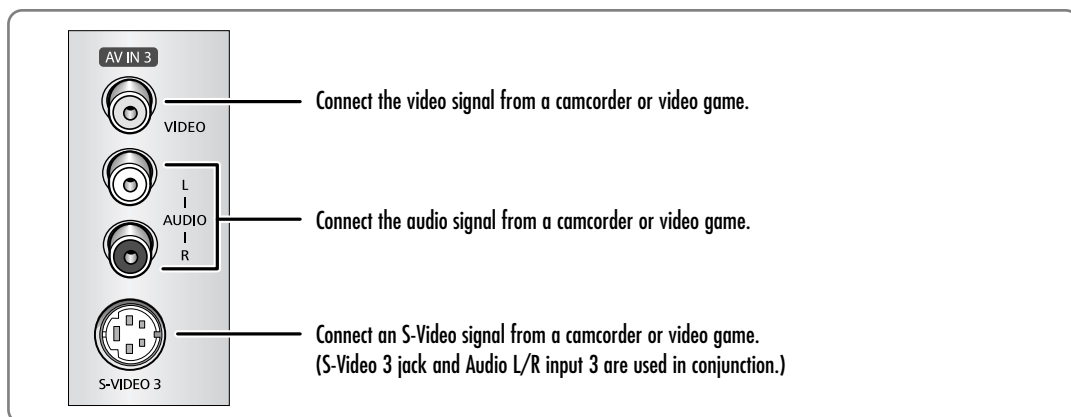 AV IN 3
VIDEO
Connect the video signal from a camcorder or video game.
L
AUDIO
R
Connect the audio signal from a camcorder or video game.
S-VIDEO 3
Connect an S-Video signal from a camcorder or video game.
(S-Video 3 jack and Audio L/R input 3 are used in conjunction.)